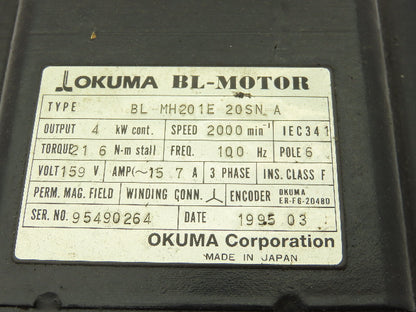 OKUMA BL-MOTOR
TYPE BL-MH201E 20SN A
OUTPUT 4 kW cont. SPEED 2000 min⁻¹ IEC341
TORQUE 21 6 N-m stall FREQ. 100 Hz POLE 6
VOLT 159 V AMP(~) 15 7 A 3 PHASE INS. CLASS F
PERM. MAG. FIELD WINDING CONN. Y ENCODER OKUMA ER-FG-2048D
SER. NO. 95490264 DATE 1995 03
OKUMA Corporation
MADE IN JAPAN